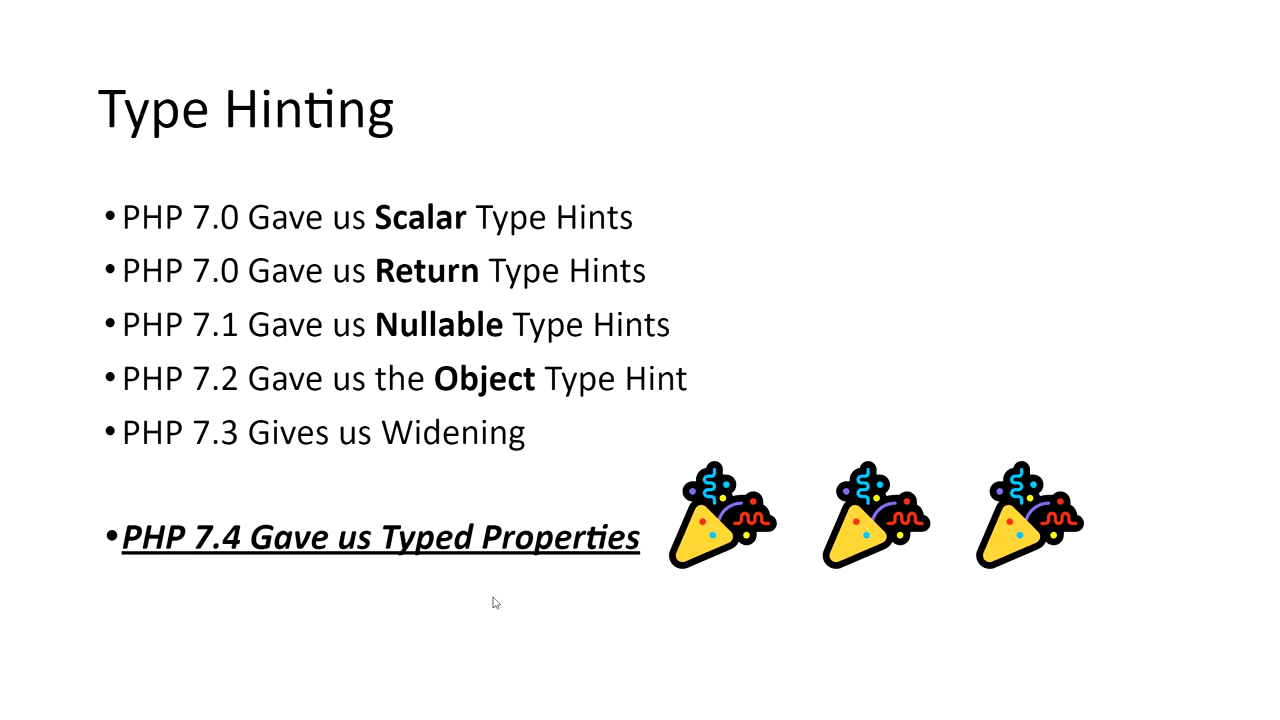 Type Hinting
•PHP 7.0 Gave us Scalar Type Hints
•PHP 7.0 Gave us Return Type Hints
•PHP 7.1 Gave us Nullable Type Hints
•PHP 7.2 Gave us the Object Type Hint
•PHP 7.3 Gives us Widening
•PHP 7.4 Gave us Typed Properties